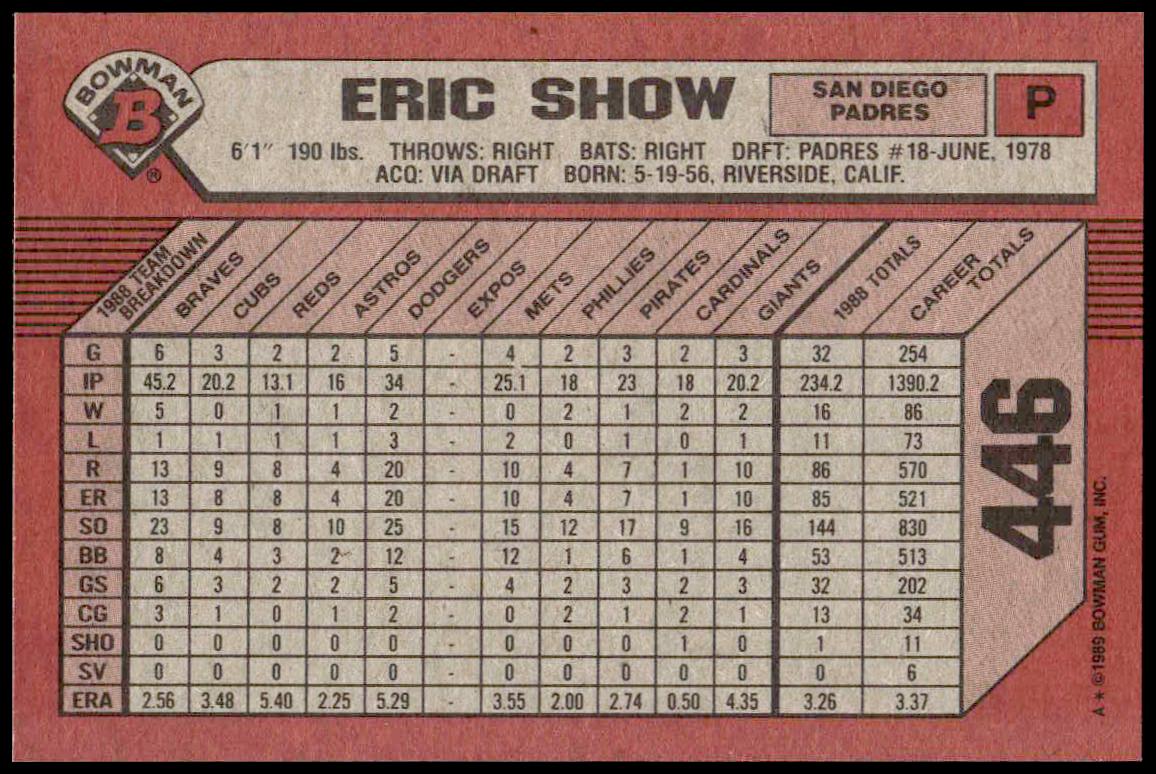 BOWMAN
B
®
ERIC SHOW
SAN DIEGO
PADRES
P
6'1" 190 lbs. THROWS: RIGHT BATS: RIGHT DRFT: PADRES #18-JUNE, 1978
ACQ: VIA DRAFT BORN: 5-19-56, RIVERSIDE, CALIF.
1988 TEAM BREAKDOWN BRAVES CUBS REDS ASTROS DODGERS EXPOS METS PHILLIES PIRATES CARDINALS GIANTS 1988 TOTALS CAREER TOTALS
G 6 3 2 2 5 - 4 2 3 2 3 32 254
IP 45.2 20.2 13.1 16 34 - 25.1 18 23 18 20.2 234.2 1390.2
W 5 0 1 1 2 - 0 2 1 2 2 16 86
L 1 1 1 1 3 - 2 0 1 0 1 11 73
R 13 9 8 4 20 - 10 4 7 1 10 86 570
ER 13 8 8 4 20 - 10 4 7 1 10 85 521
SO 23 9 8 10 25 - 15 12 17 9 16 144 830
BB 8 4 3 2 12 - 12 1 6 1 4 53 513
GS 6 3 2 2 5 - 4 2 3 2 3 32 202
CG 3 1 0 1 2 - 0 2 1 2 1 13 34
SHO 0 0 0 0 0 - 0 0 0 1 0 1 11
SV 0 0 0 0 0 - 0 0 0 0 0 0 6
ERA 2.56 3.48 5.40 2.25 5.29 - 3.55 2.00 2.74 0.50 4.35 3.26 3.37
446
A * ©1989 BOWMAN GUM, INC.